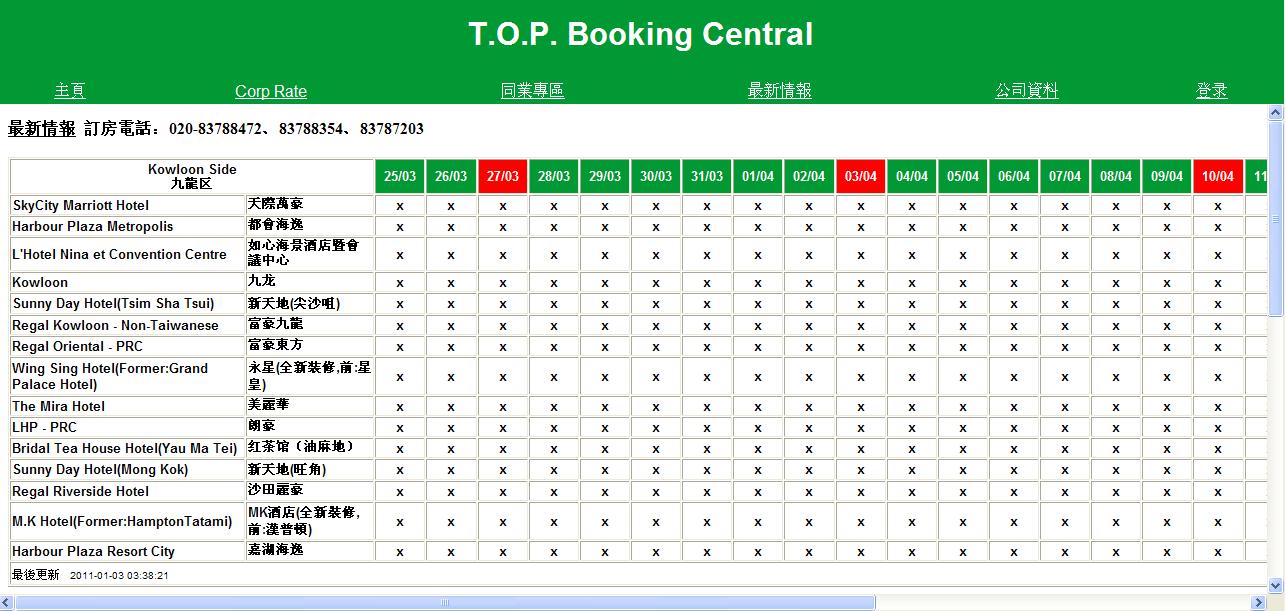 T.O.P. Booking Central
主頁 Corp Rate 同業專區 最新情報 公司資料 登录
最新情報 訂房電話：020-83788472、83788354、83787203
Kowloon Side 25/03 26/03 27/03 28/03 29/03 30/03 31/03 01/04 02/04 03/04 04/04 05/04 06/04 07/04 08/04 09/04 10/04 11
九龍区
SkyCity Marriott Hotel 天際萬豪 x x x x x x x x x x x x x x x x x
Harbour Plaza Metropolis 都會海逸 x x x x x x x x x x x x x x x x x
L'Hotel Nina et Convention Centre 如心海景酒店暨會 x x x x x x x x x x x x x x x x x
議中心
Kowloon 九龙 x x x x x x x x x x x x x x x x x
Sunny Day Hotel(Tsim Sha Tsui) 新天地(尖沙咀) x x x x x x x x x x x x x x x x x
Regal Kowloon - Non-Taiwanese 富豪九龍 x x x x x x x x x x x x x x x x x
Regal Oriental - PRC 富豪東方 x x x x x x x x x x x x x x x x x
Wing Sing Hotel(Former:Grand 永星(全新裝修,前:星 x x x x x x x x x x x x x x x x x
Palace Hotel) 皇)
The Mira Hotel 美麗華 x x x x x x x x x x x x x x x x x
LHP - PRC 朗豪 x x x x x x x x x x x x x x x x x
Bridal Tea House Hotel(Yau Ma Tei) 红茶馆（油麻地） x x x x x x x x x x x x x x x x x
Sunny Day Hotel(Mong Kok) 新天地(旺角) x x x x x x x x x x x x x x x x x
Regal Riverside Hotel 沙田麗豪 x x x x x x x x x x x x x x x x x
M.K Hotel(Former:HamptonTatami) MK酒店(全新裝修, x x x x x x x x x x x x x x x x x
前:漢普頓)
Harbour Plaza Resort City 嘉湖海逸 x x x x x x x x x x x x x x x x x
最後更新 2011-01-03 03:38:21